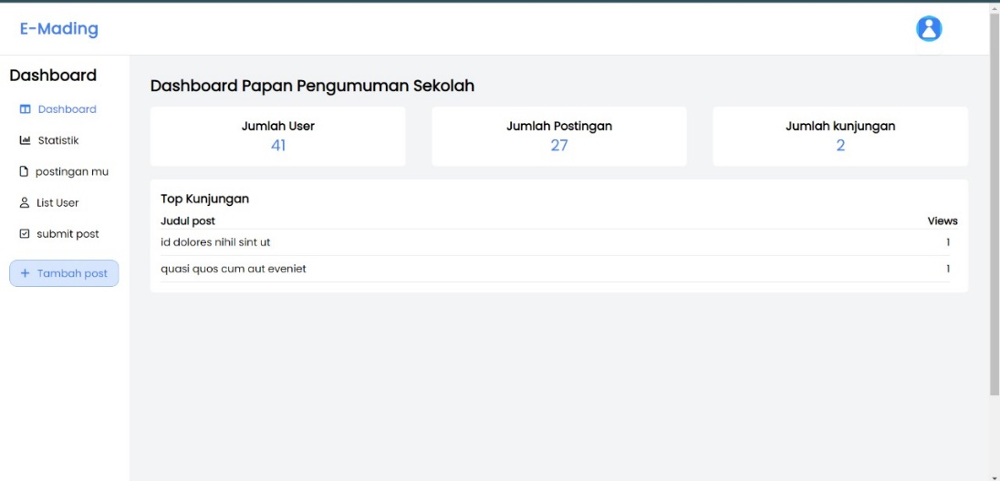 E-Mading
Dashboard
Dashboard
Statistik
postingan mu
List User
submit post
+ Tambah post
Dashboard Papan Pengumuman Sekolah
Jumlah User
41
Jumlah Postingan
27
Jumlah kunjungan
2
Top Kunjungan
Judul post Views
id dolores nihil sint ut 1
quasi quos cum aut eveniet 1